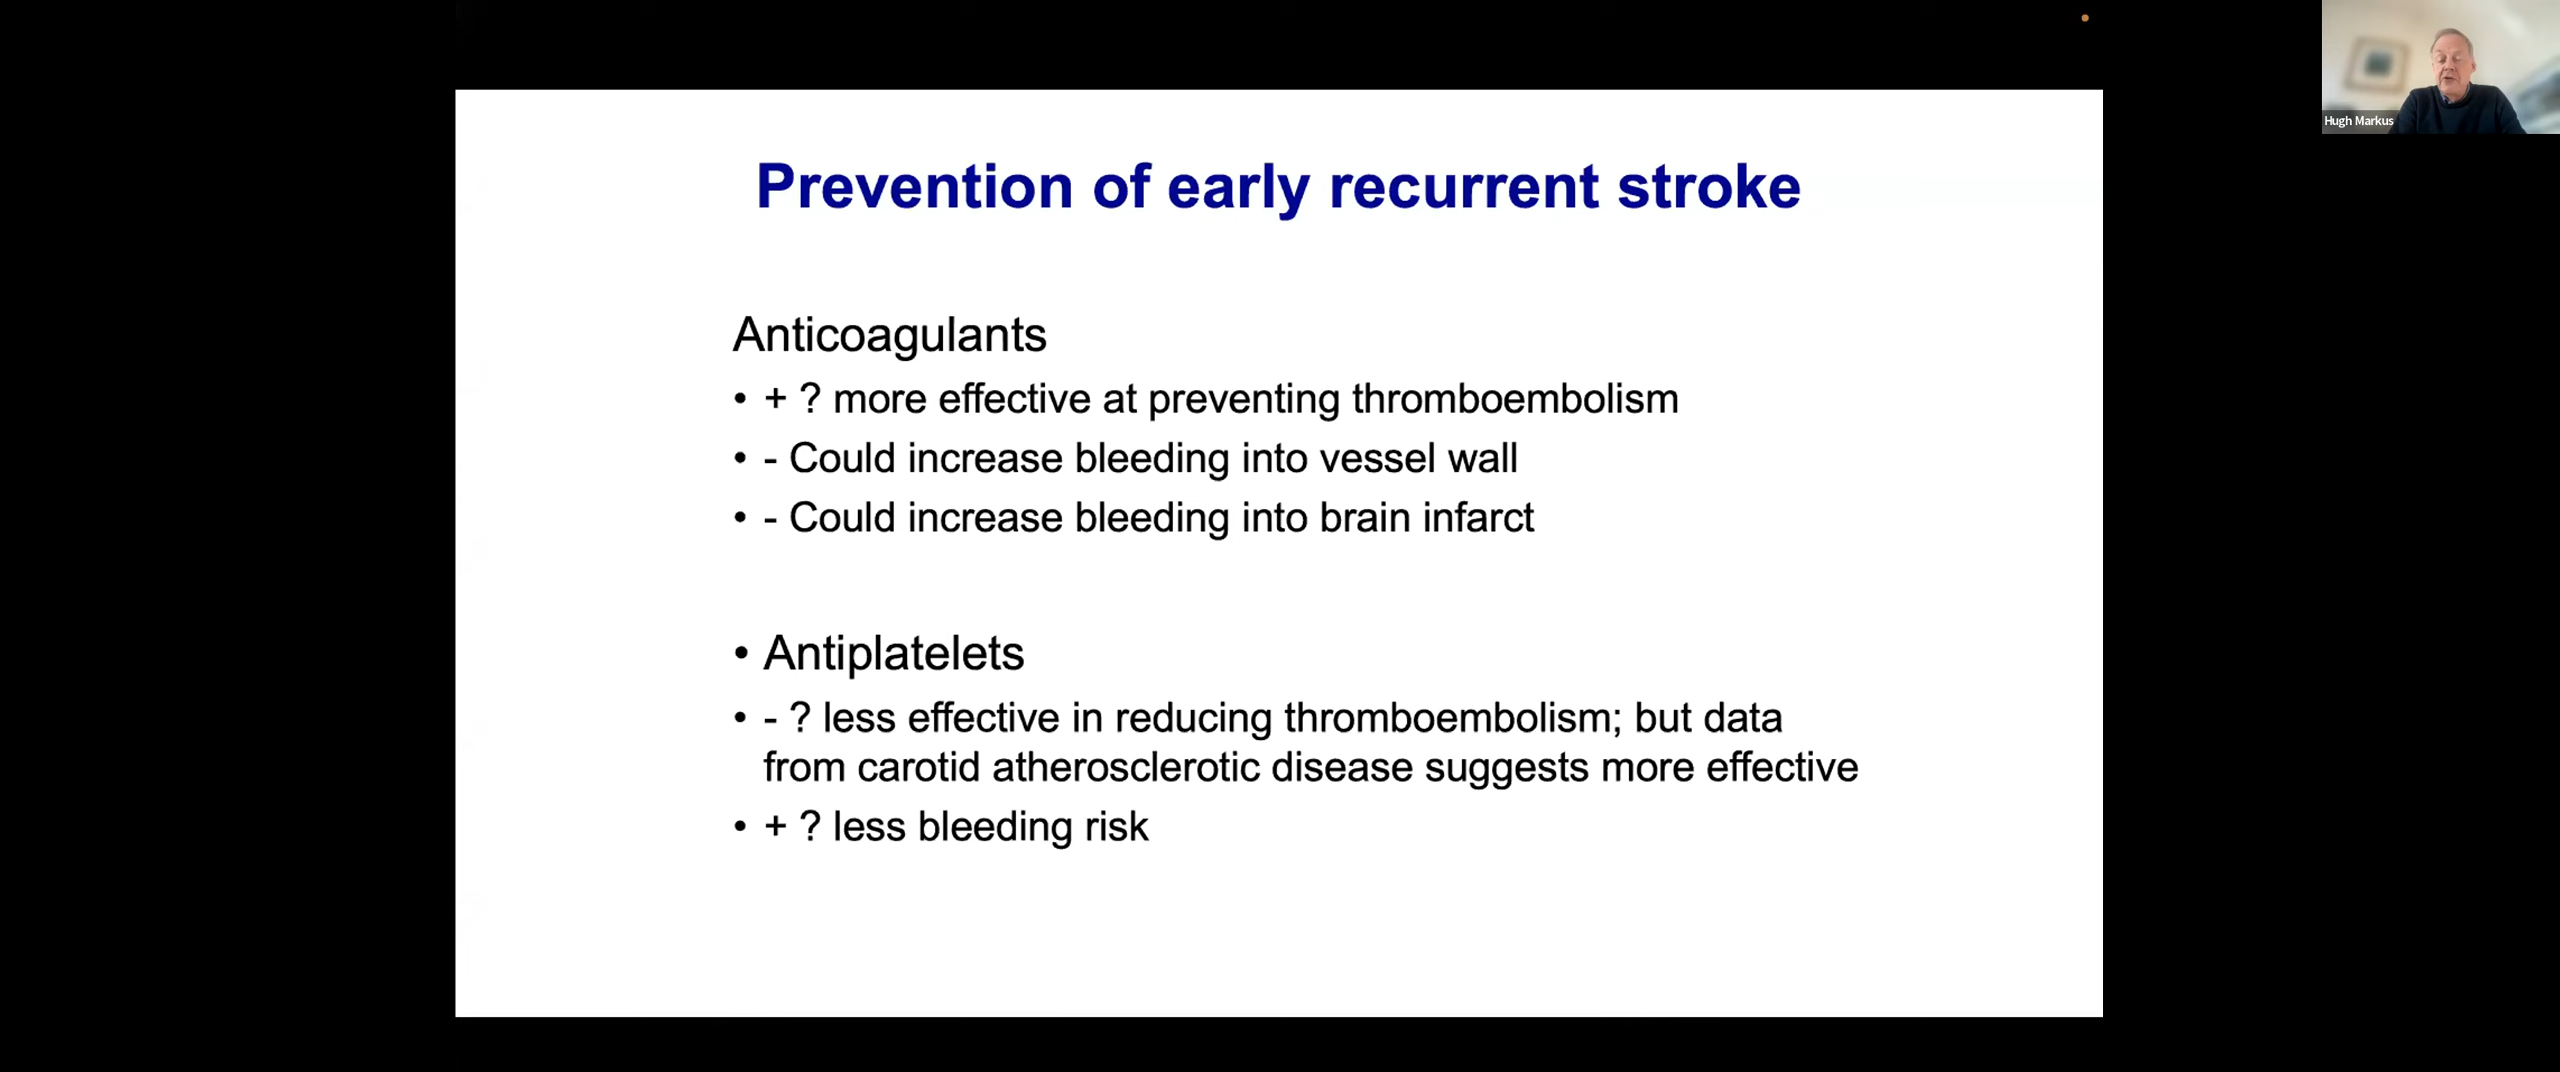 Hugh Markus
Prevention of early recurrent stroke
Anticoagulants
• + ? more effective at preventing thromboembolism
• - Could increase bleeding into vessel wall
• - Could increase bleeding into brain infarct
• Antiplatelets
• - ? less effective in reducing thromboembolism; but data
from carotid atherosclerotic disease suggests more effective
• + ? less bleeding risk